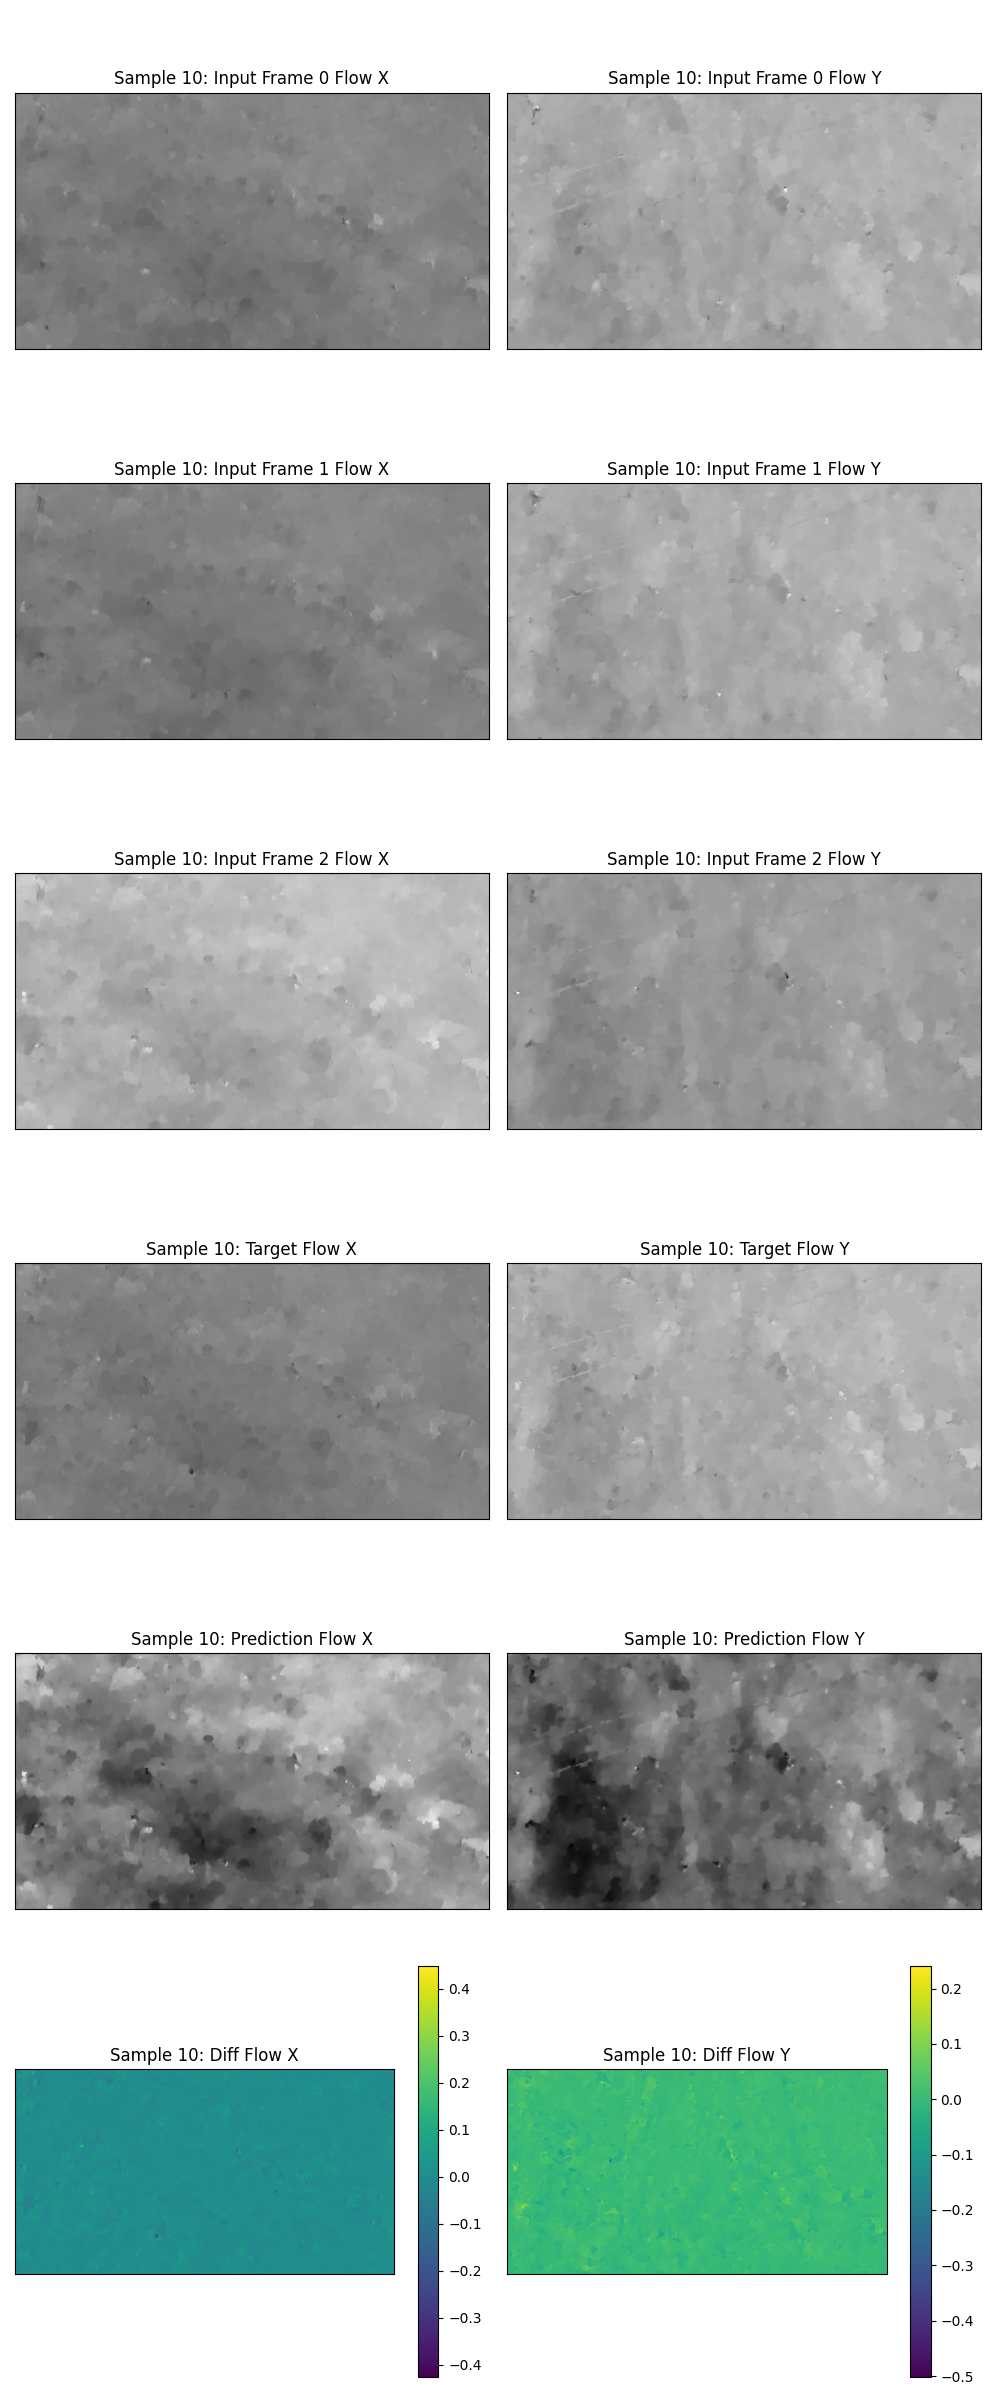 Sample 10: Input Frame 0 Flow X
Sample 10: Input Frame 0 Flow Y
Sample 10: Input Frame 1 Flow X
Sample 10: Input Frame 1 Flow Y
Sample 10: Input Frame 2 Flow X
Sample 10: Input Frame 2 Flow Y
Sample 10: Target Flow X
Sample 10: Target Flow Y
Sample 10: Prediction Flow X
Sample 10: Prediction Flow Y
Sample 10: Diff Flow X
0.4
0.3
0.2
0.1
0.0
−0.1
−0.2
−0.3
−0.4
Sample 10: Diff Flow Y
0.2
0.1
0.0
−0.1
−0.2
−0.3
−0.4
−0.5